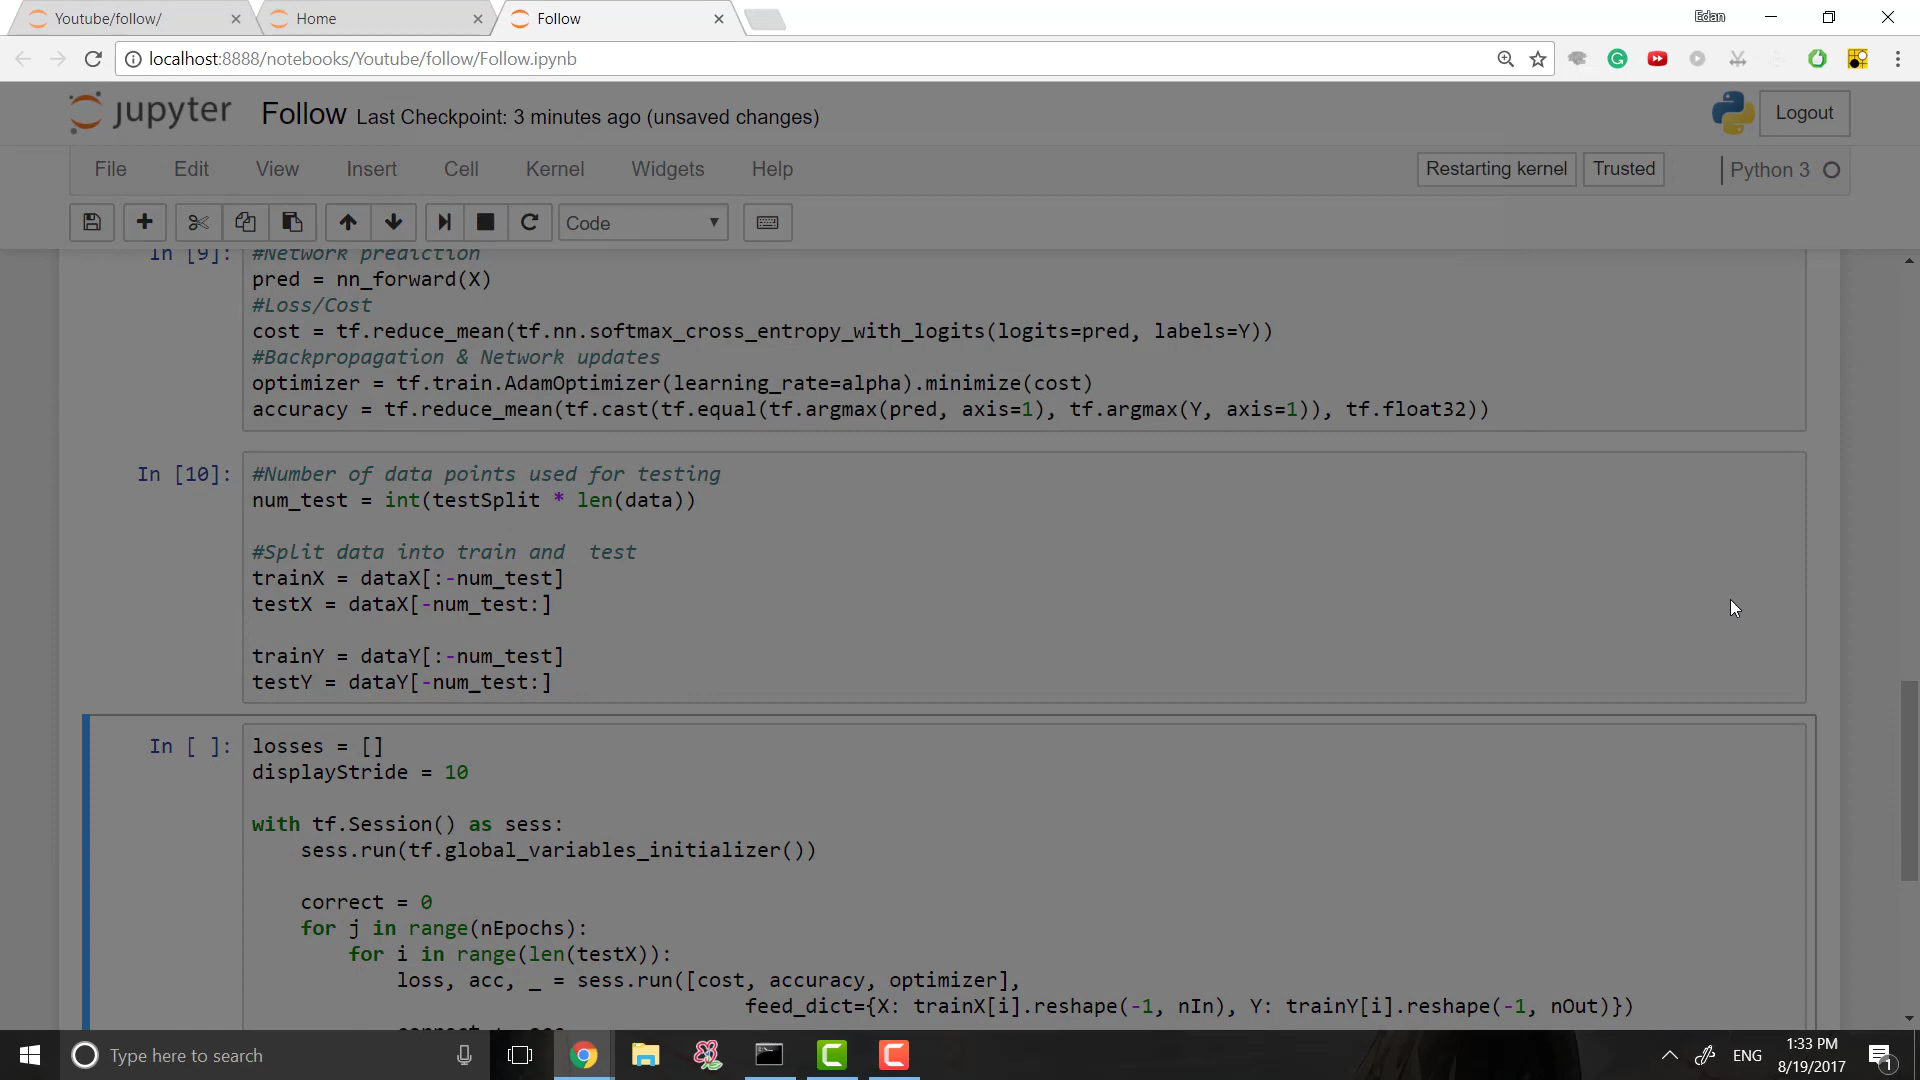 Youtube/follow/
Home
Follow
Edan
localhost:8888/notebooks/Youtube/follow/Follow.ipynb
jupyter Follow Last Checkpoint: 3 minutes ago (unsaved changes)
Logout
File Edit View Insert Cell Kernel Widgets Help
Restarting kernel
Trusted
Python 3
Code
In [9]:
#Network prediction
pred = nn_forward(X)
#Loss/Cost
cost = tf.reduce_mean(tf.nn.softmax_cross_entropy_with_logits(logits=pred, labels=Y))
#Backpropagation & Network updates
optimizer = tf.train.AdamOptimizer(learning_rate=alpha).minimize(cost)
accuracy = tf.reduce_mean(tf.cast(tf.equal(tf.argmax(pred, axis=1), tf.argmax(Y, axis=1)), tf.float32))
In [10]:
#Number of data points used for testing
num_test = int(testSplit * len(data))
#Split data into train and  test
trainX = dataX[:-num_test]
testX = dataX[-num_test:]
trainY = dataY[:-num_test]
testY = dataY[-num_test:]
In [ ]:
losses = []
displayStride = 10
with tf.Session() as sess:
sess.run(tf.global_variables_initializer())
correct = 0
for j in range(nEpochs):
for i in range(len(testX)):
loss, acc, _ = sess.run([cost, accuracy, optimizer],
feed_dict={X: trainX[i].reshape(-1, nIn), Y: trainY[i].reshape(-1, nOut)})
Type here to search
ENG
1:33 PM
8/19/2017
1